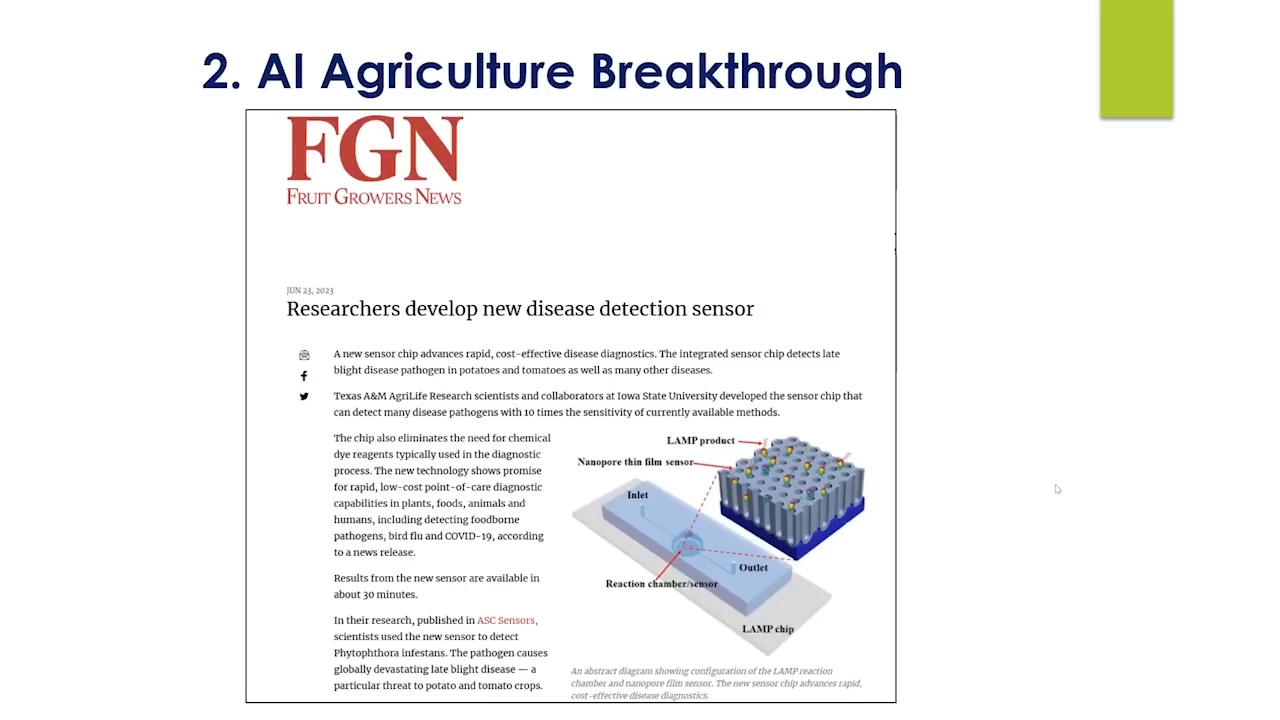 2. AI Agriculture Breakthrough
FGN
FRUIT GROWERS NEWS
JUN 23, 2023
Researchers develop new disease detection sensor
A new sensor chip advances rapid, cost-effective disease diagnostics. The integrated sensor chip detects late
blight disease pathogen in potatoes and tomatoes as well as many other diseases.
Texas A&M AgriLife Research scientists and collaborators at Iowa State University developed the sensor chip that
can detect many disease pathogens with 10 times the sensitivity of currently available methods.
The chip also eliminates the need for chemical
dye reagents typically used in the diagnostic
process. The new technology shows promise
for rapid, low-cost point-of-care diagnostic
capabilities in plants, foods, animals and
humans, including detecting foodborne
pathogens, bird flu and COVID-19, according
to a news release.
Results from the new sensor are available in
about 30 minutes.
In their research, published in ASC Sensors,
scientists used the new sensor to detect
Phytophthora infestans. The pathogen causes
globally devastating late blight disease — a
particular threat to potato and tomato crops.
LAMP product
Nanopore thin film sensor
Inlet
Outlet
Reaction chamber/sensor
LAMP chip
An abstract diagram showing configuration of the LAMP reaction
chamber and nanopore film sensor. The new sensor chip advances rapid,
cost-effective disease diagnostics.